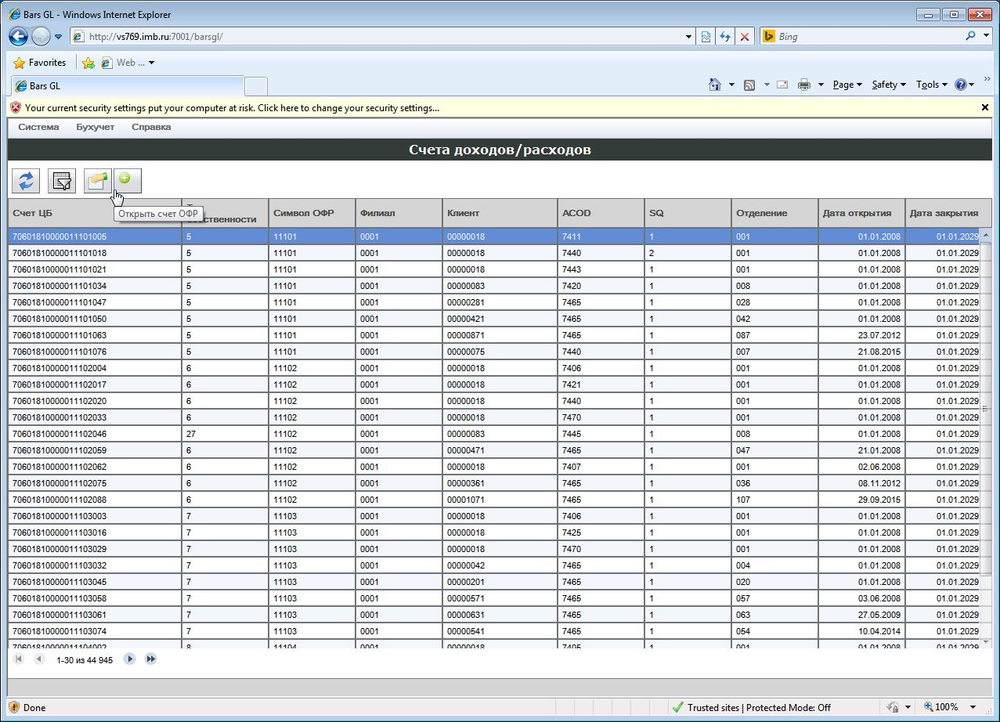 Bars GL - Windows Internet Explorer
http://vs769.imb.ru:7001/barsgl/
Bing
Favorites Web ...
Bars GL
Page Safety Tools
Your current security settings put your computer at risk. Click here to change your security settings...
Система Бухучет Справка
Счета доходов/расходов
Счет ЦБ Символ ОФР Филиал Клиент ACOD SQ Отделение Дата открытия Дата закрытия
Открыть счет ОФР
70601810000011101005 5 11101 0001 00000018 7411 1 001 01.01.2008 01.01.2029
70601810000011101018 5 11101 0001 00000018 7440 2 001 01.01.2008 01.01.2029
70601810000011101021 5 11101 0001 00000018 7443 1 001 01.01.2008 01.01.2029
70601810000011101034 5 11101 0001 00000083 7420 1 008 01.01.2008 01.01.2029
70601810000011101047 5 11101 0001 00000281 7465 1 028 01.01.2008 01.01.2029
70601810000011101050 5 11101 0001 00000421 7465 1 042 01.01.2008 01.01.2029
70601810000011101063 5 11101 0001 00000871 7465 1 087 23.07.2012 01.01.2029
70601810000011101076 5 11101 0001 00000075 7440 1 007 21.08.2015 01.01.2029
70601810000011102004 6 11102 0001 00000018 7406 1 001 01.01.2008 01.01.2029
70601810000011102017 6 11102 0001 00000018 7421 1 001 01.01.2008 01.01.2029
70601810000011102020 6 11102 0001 00000018 7440 1 001 01.01.2008 01.01.2029
70601810000011102033 6 11102 0001 00000018 7470 1 001 01.01.2008 01.01.2029
70601810000011102046 27 11102 0001 00000083 7445 1 008 01.01.2008 01.01.2029
70601810000011102059 6 11102 0001 00000471 7465 1 047 21.01.2008 01.01.2029
70601810000011102062 6 11102 0001 00000018 7407 1 001 02.06.2008 01.01.2029
70601810000011102075 6 11102 0001 00000361 7465 1 036 08.11.2012 01.01.2029
70601810000011102088 6 11102 0001 00001071 7465 1 107 29.09.2015 01.01.2029
70601810000011103003 7 11103 0001 00000018 7406 1 001 01.01.2008 01.01.2029
70601810000011103016 7 11103 0001 00000018 7425 1 001 01.01.2008 01.01.2029
70601810000011103029 7 11103 0001 00000018 7470 1 001 01.01.2008 01.01.2029
70601810000011103032 7 11103 0001 00000042 7465 1 004 01.01.2008 01.01.2029
70601810000011103045 7 11103 0001 00000201 7465 1 020 01.01.2008 01.01.2029
70601810000011103058 7 11103 0001 00000571 7465 1 057 03.06.2008 01.01.2029
70601810000011103061 7 11103 0001 00000631 7465 1 063 27.05.2009 01.01.2029
70601810000011103074 7 11103 0001 00000541 7465 1 054 10.04.2014 01.01.2029
70601810000011104002 8 11104 0001 00000018 7405 1 001 01.01.2008 01.01.2029
1-30 из 44 945
Done Trusted sites | Protected Mode: Off 100%